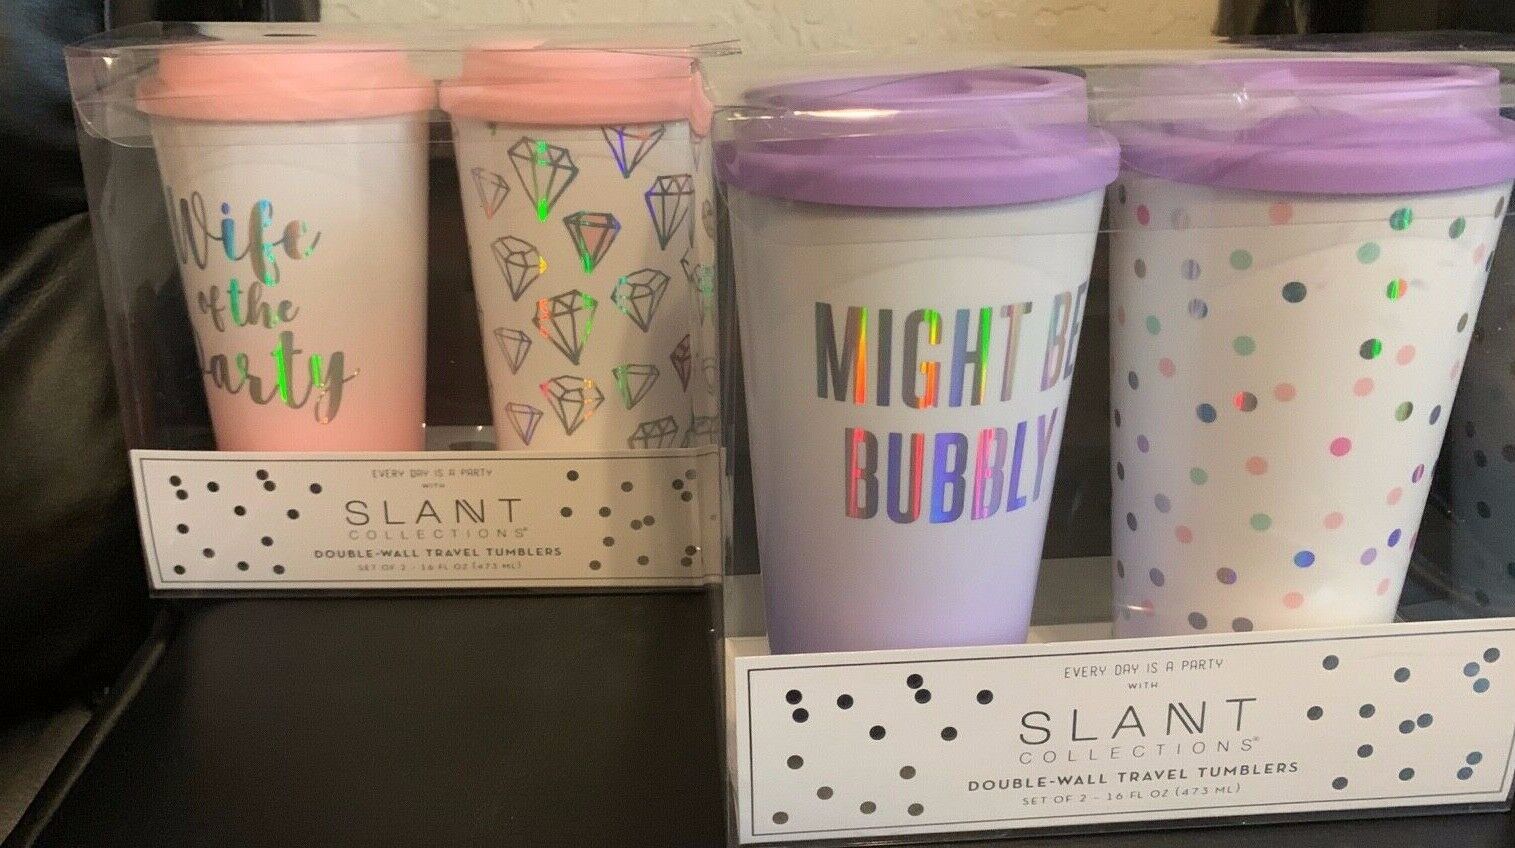 Wife
of the
Party
EVERY DAY IS A PARTY
WITH
SLANT
COLLECTIONS®
DOUBLE-WALL TRAVEL TUMBLERS
SET OF 2 - 16 FL OZ (473 ML)
MIGHT BE
BUBBLY
EVERY DAY IS A PARTY
WITH
SLANT
COLLECTIONS®
DOUBLE-WALL TRAVEL TUMBLERS
SET OF 2 - 16 FL OZ (473 ML)